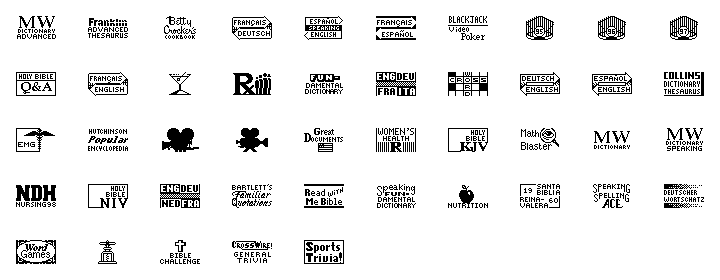 MW
DICTIONARY
ADVANCED
Franklin
ADVANCED
THESAURUS
Betty
Crocker's
COOKBOOK
FRANÇAIS
DEUTSCH
ESPAÑOL
SPEAKING
ENGLISH
FRANÇAIS
ESPAÑOL
BLACKJACK
Video
Poker
95
96
97
HOLY BIBLE
Q&A
FRANÇAIS
ENGLISH
R
FUN-
DAMENTAL
DICTIONARY
ENG DEU
FRA ITA
CROSS
WORD
DEUTSCH
ENGLISH
ESPAÑOL
ENGLISH
COLLINS
DICTIONARY
THESAURUS
EMG
HUTCHINSON
Popular
ENCYCLOPEDIA
Great
Documents
WOMEN'S
HEALTH
HOLY
BIBLE
KJV
Math
Blaster
MW
DICTIONARY
MW
DICTIONARY
SPEAKING
NDH
NURSING98
HOLY
BIBLE
NIV
ENG DEU
NED FRA
BARTLETT'S
Familiar
Quotations
Read WITH
Me Bible
Speaking
FUN-
DAMENTAL
DICTIONARY
NUTRITION
19 SANTA
BIBLIA
REINA- 60
VALERA
SPEAKING
SPELLING
ACE
DEUTSCHER
WORTSCHATZ
Word
Games
BIBLE
CHALLENGE
CROSSWIRE!
GENERAL
TRIVIA
Sports
Trivia!